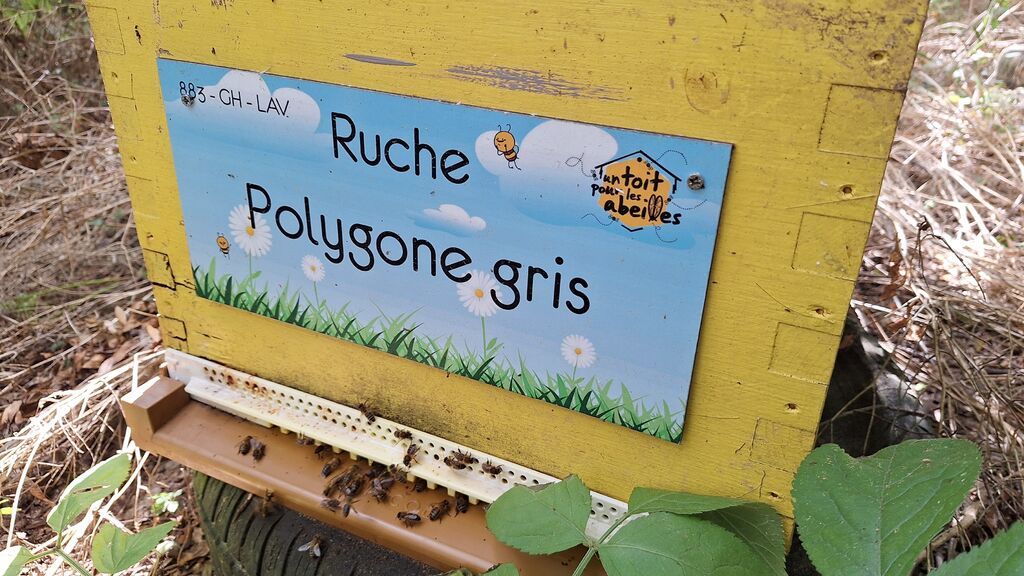 883-GH-LAV.
Ruche
Polygone gris
un toit
pour les
abeilles